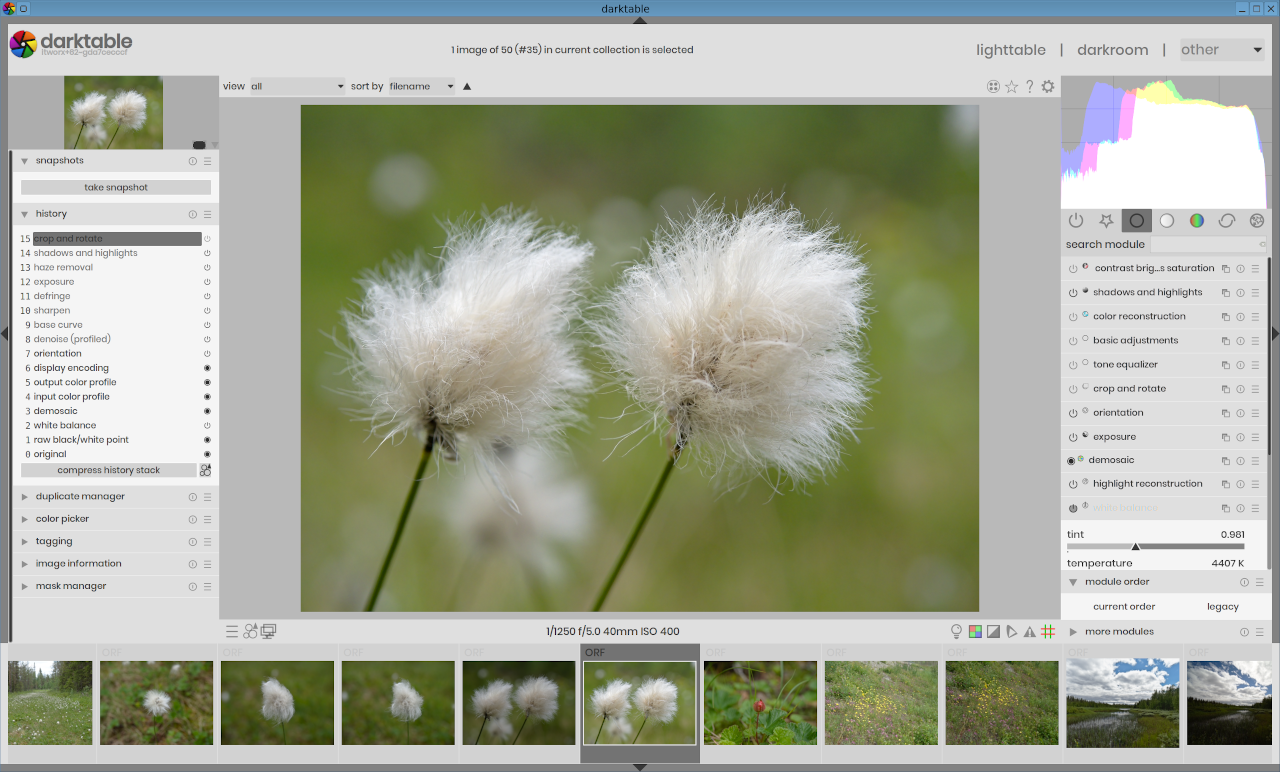 darktable
darktable
1 image of 50 (#35) in current collection is selected
lighttable | darkroom | other
view all sort by filename
snapshots
take snapshot
history
15 crop and rotate
14 shadows and highlights
13 haze removal
12 exposure
11 defringe
10 sharpen
9 base curve
8 denoise (profiled)
7 orientation
6 display encoding
5 output color profile
4 input color profile
3 demosaic
2 white balance
1 raw black/white point
0 original
compress history stack
duplicate manager
color picker
tagging
image information
mask manager
search module
contrast brig...s saturation
shadows and highlights
color reconstruction
basic adjustments
tone equalizer
crop and rotate
orientation
exposure
demosaic
highlight reconstruction
white balance
tint 0.981
temperature 4407 K
module order
current order legacy
more modules
1/1250 f/5.0 40mm ISO 400
ORF ORF ORF ORF ORF ORF ORF ORF ORF ORF